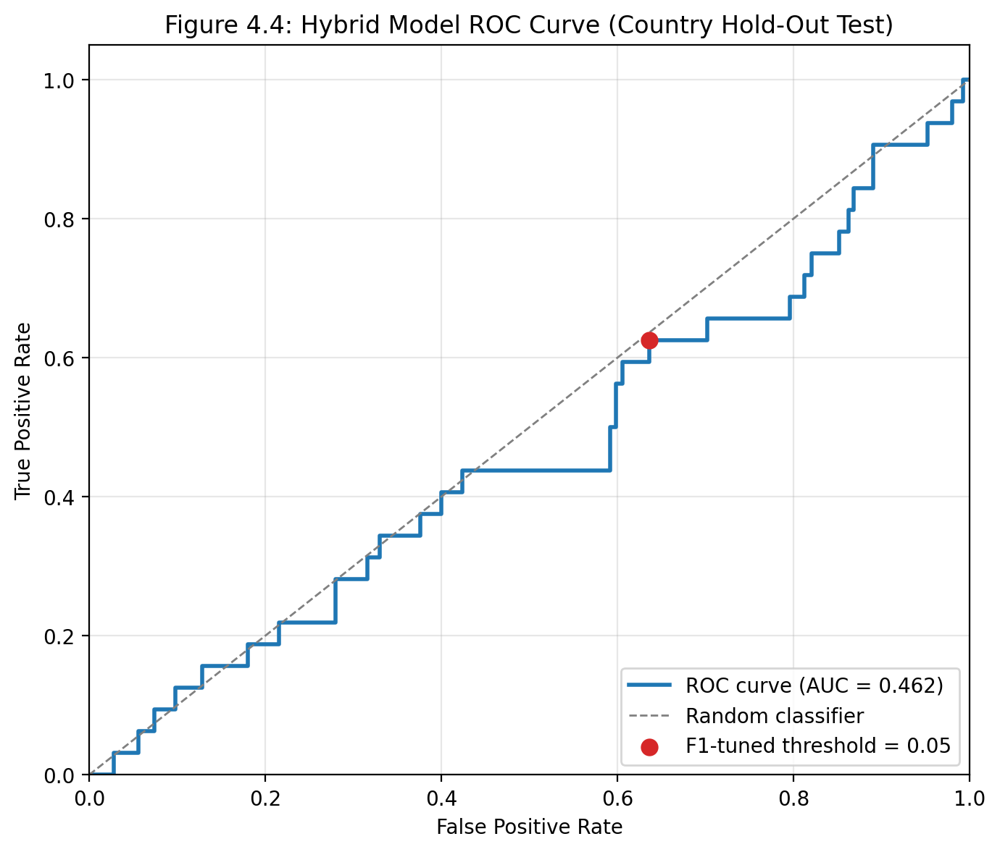 Figure 4.4: Hybrid Model ROC Curve (Country Hold-Out Test)
True Positive Rate
1.0
0.8
0.6
0.4
0.2
0.0
0.0 0.2 0.4 0.6 0.8 1.0
False Positive Rate
ROC curve (AUC = 0.462)
Random classifier
F1-tuned threshold = 0.05